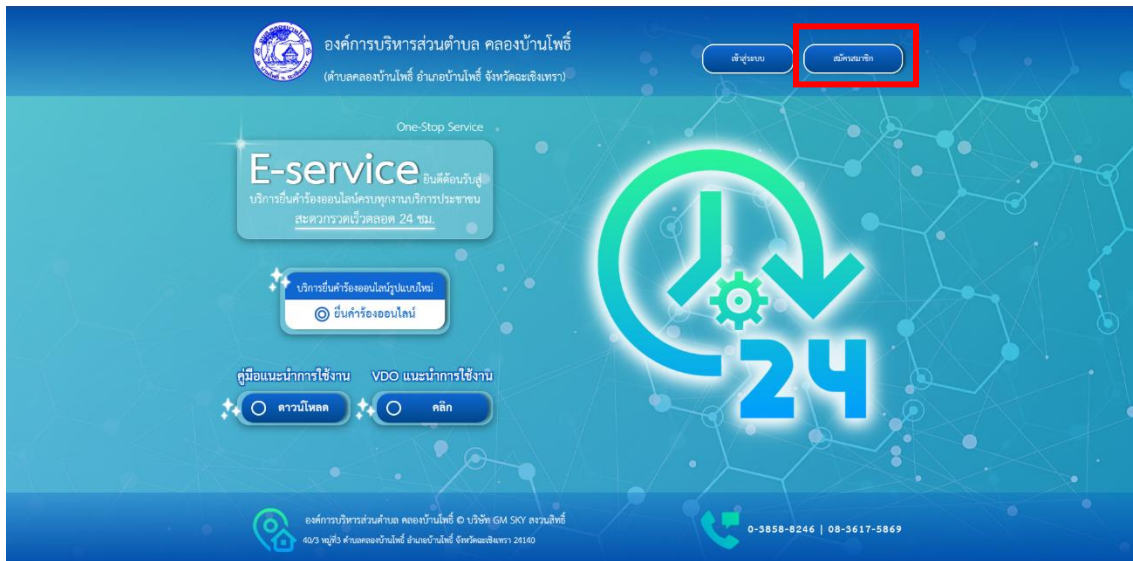 องค์การบริหารส่วนตำบล คลองบ้านโพธิ์
(ตำบลคลองบ้านโพธิ์ อำเภอบ้านโพธิ์ จังหวัดฉะเชิงเทรา)
เข้าสู่ระบบ
สมัครสมาชิก
One-Stop Service
E-service ยินดีต้อนรับสู่
บริการยื่นคำร้องออนไลน์ครบทุกงานบริการประชาชน
สะดวกรวดเร็วตลอด 24 ชม.
บริการยื่นคำร้องออนไลน์รูปแบบใหม่
ยื่นคำร้องออนไลน์
คู่มือแนะนำการใช้งาน
VDO แนะนำการใช้งาน
ดาวน์โหลด
คลิก
24
องค์การบริหารส่วนตำบล คลองบ้านโพธิ์ © บริษัท GM SKY สงวนสิทธิ์
40/3 หมู่ที่3 ตำบลคลองบ้านโพธิ์ อำเภอบ้านโพธิ์ จังหวัดฉะเชิงเทรา 24140
0-3858-8246 | 08-3617-5869